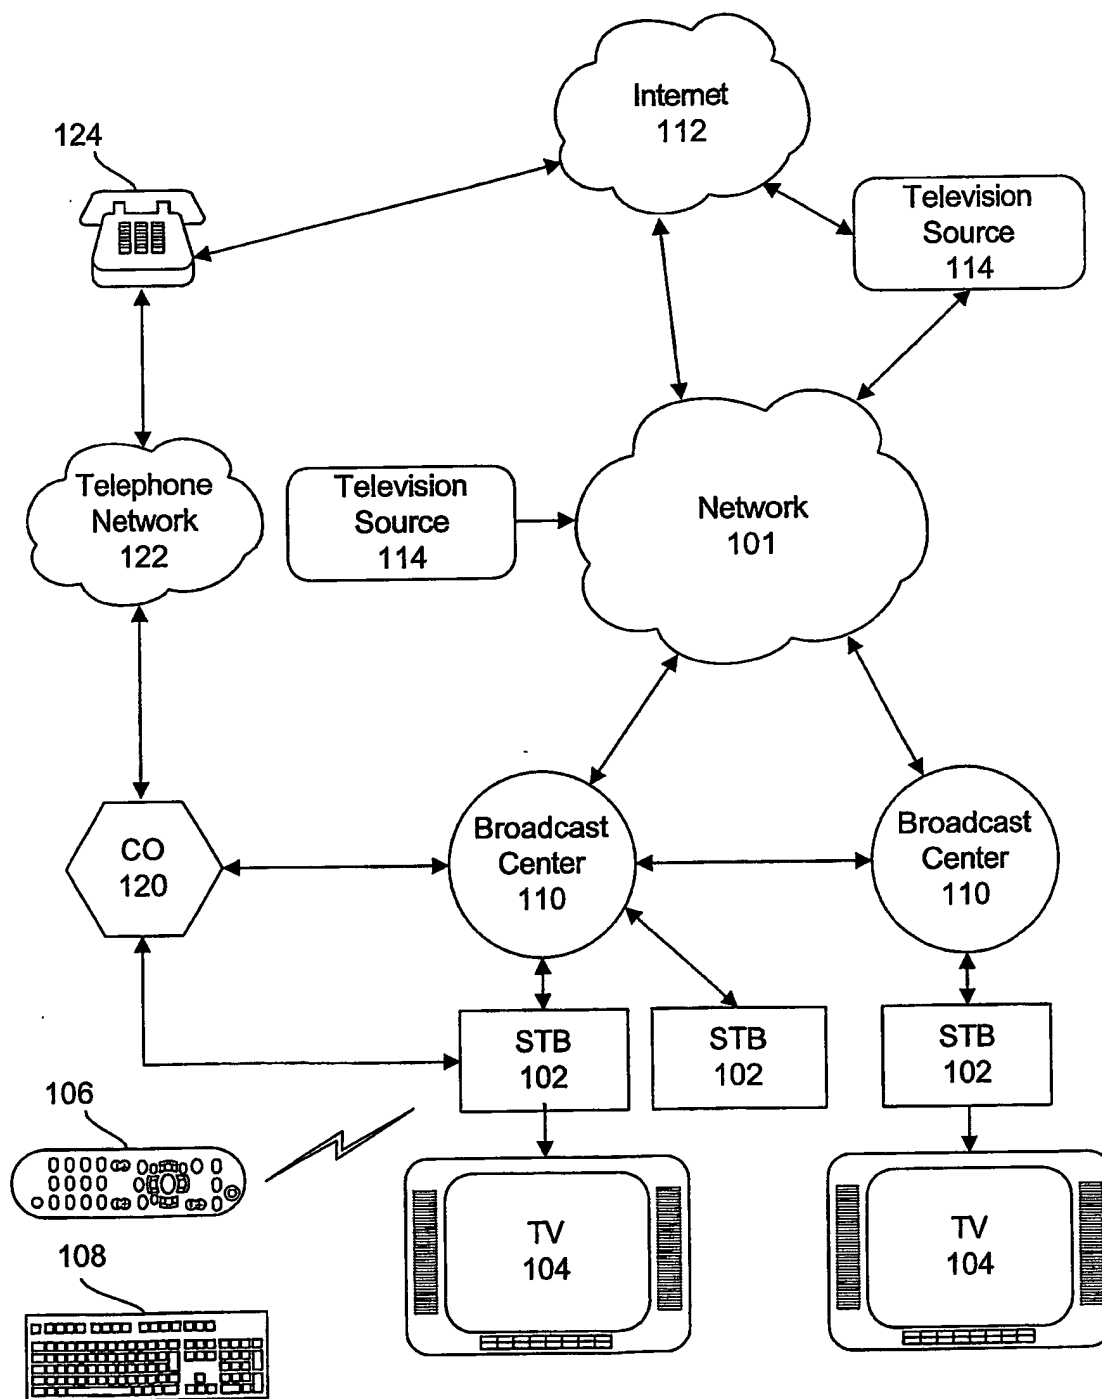 Internet
112
124
Television
Source
114
Telephone
Network
122
Television
Source
114
Network
101
CO
120
Broadcast
Center
110
Broadcast
Center
110
STB
102
STB
102
STB
102
106
TV
104
TV
104
108